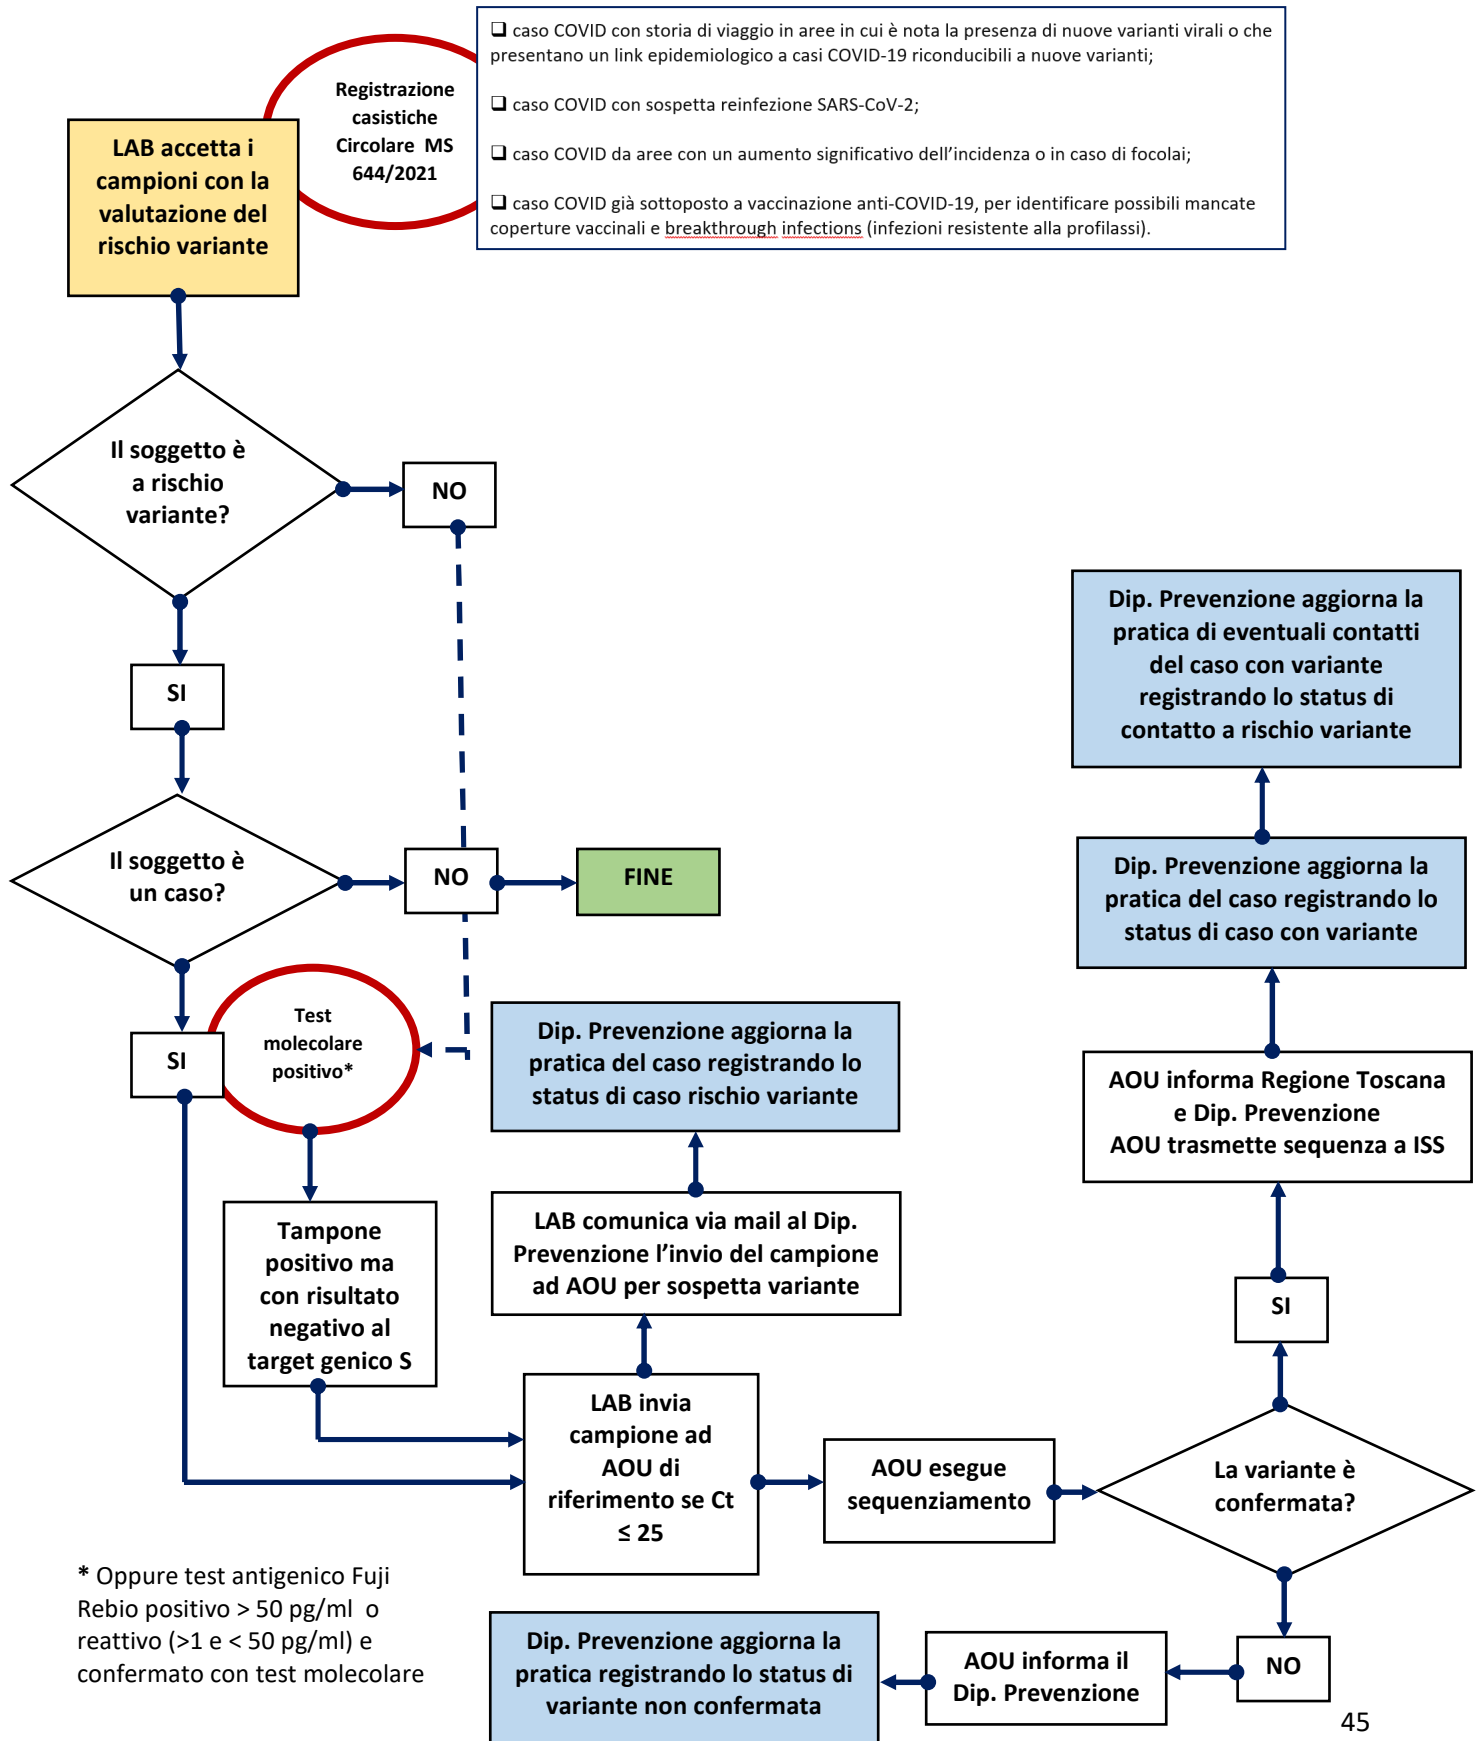 ❑ caso COVID con storia di viaggio in aree in cui è nota la presenza di nuove varianti virali o che
presentano un link epidemiologico a casi COVID-19 riconducibili a nuove varianti;
❑ caso COVID con sospetta reinfezione SARS-CoV-2;
❑ caso COVID da aree con un aumento significativo dell'incidenza o in caso di focolai;
❑ caso COVID già sottoposto a vaccinazione anti-COVID-19, per identificare possibili mancate
coperture vaccinali e breakthrough infections (infezioni resistente alla profilassi).
Registrazione
casistiche
Circolare MS
644/2021
LAB accetta i
campioni con la
valutazione del
rischio variante
Il soggetto è
a rischio
variante?
NO
SI
Il soggetto è
un caso?
NO
FINE
SI
Test
molecolare
positivo*
Tampone
positivo ma
con risultato
negativo al
target genico S
Dip. Prevenzione aggiorna la
pratica del caso registrando lo
status di caso rischio variante
LAB comunica via mail al Dip.
Prevenzione l'invio del campione
ad AOU per sospetta variante
LAB invia
campione ad
AOU di
riferimento se Ct
≤ 25
AOU esegue
sequenziamento
La variante è
confermata?
SI
AOU informa Regione Toscana
e Dip. Prevenzione
AOU trasmette sequenza a ISS
Dip. Prevenzione aggiorna la
pratica del caso registrando lo
status di caso con variante
Dip. Prevenzione aggiorna la
pratica di eventuali contatti
del caso con variante
registrando lo status di
contatto a rischio variante
NO
AOU informa il
Dip. Prevenzione
Dip. Prevenzione aggiorna la
pratica registrando lo status di
variante non confermata
* Oppure test antigenico Fuji
Rebio positivo > 50 pg/ml o
reattivo (>1 e < 50 pg/ml) e
confermato con test molecolare
45